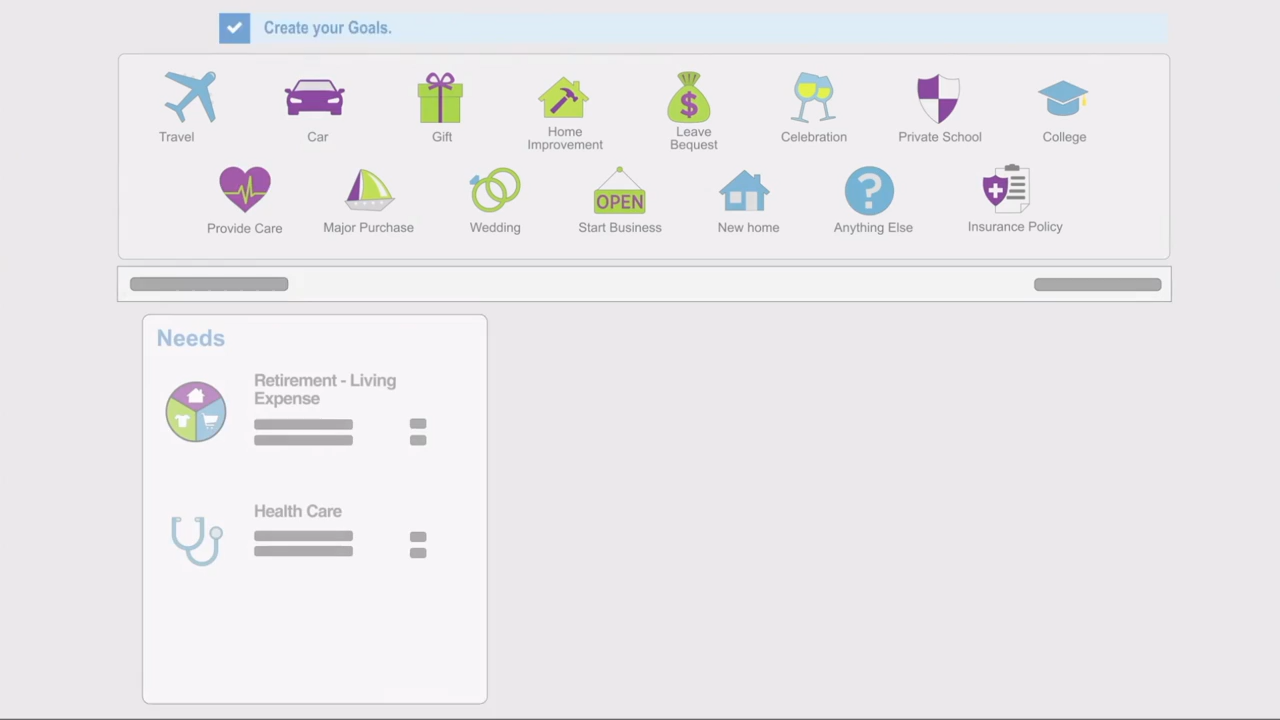 Create your Goals.
Travel
Car
Gift
Home
Improvement
Leave
Bequest
Celebration
Private School
College
Provide Care
Major Purchase
Wedding
OPEN
Start Business
New home
Anything Else
Insurance Policy
Needs
Retirement - Living
Expense
Health Care